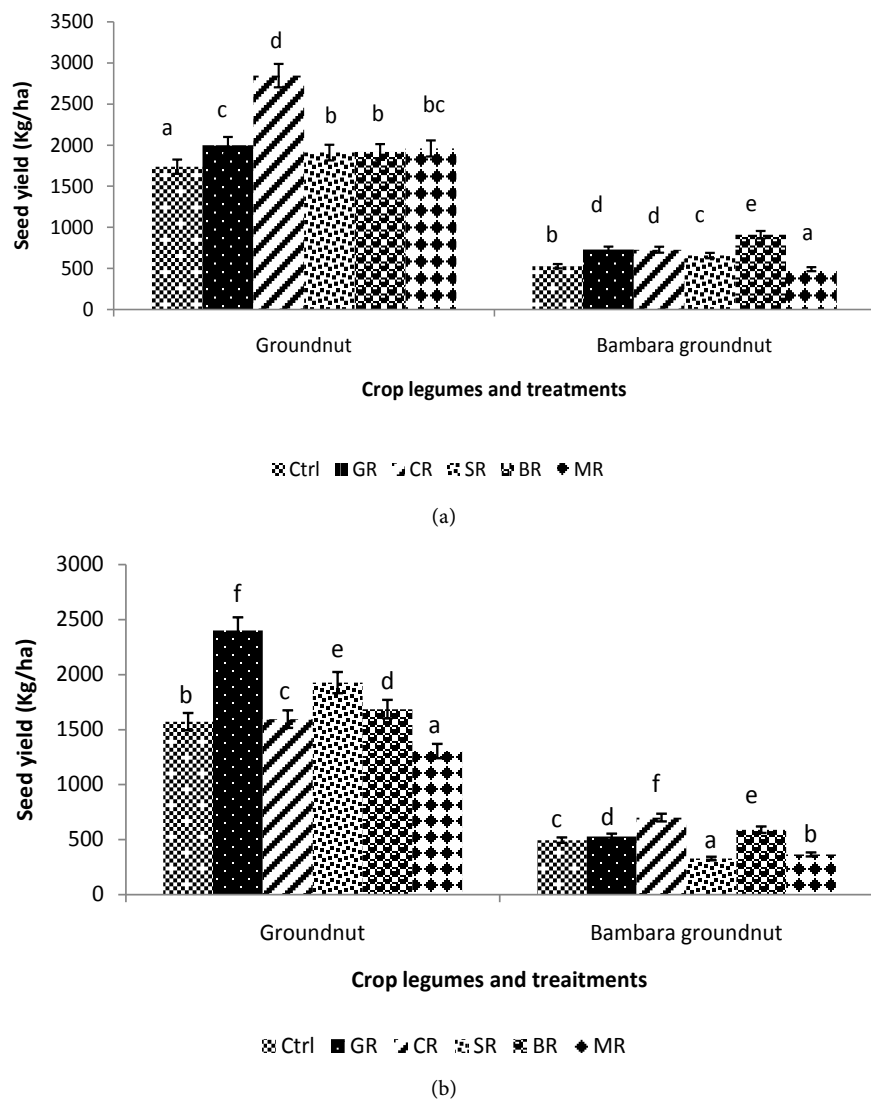 3500
3000
2500
2000
1500
1000
500
0
Seed yield (Kg/ha)
a c d b b bc b d d c e a
Groundnut Bambara groundnut
Crop legumes and treatments
Ctrl GR CR SR BR MR
(a)
3000
2500
2000
1500
1000
500
0
Seed yield (Kg/ha)
b f c e d a c d f a e b
Groundnut Bambara groundnut
Crop legumes and treaitments
Ctrl GR CR SR BR MR
(b)